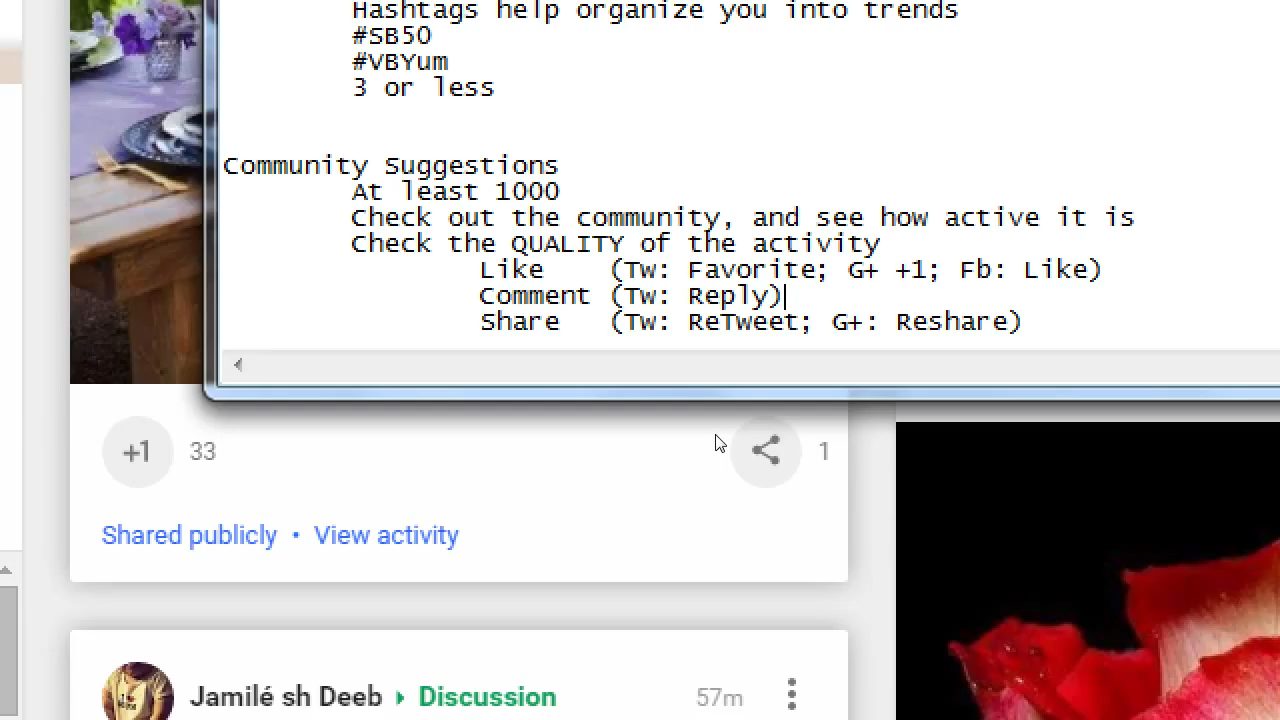 Hashtags help organize you into trends
#SB50
#VBYum
3 or less
Community Suggestions
At least 1000
Check out the community, and see how active it is
Check the QUALITY of the activity
Like (Tw: Favorite; G+ +1; Fb: Like)
Comment (Tw: Reply)
Share (Tw: ReTweet; G+: Reshare)
+1 33 1
Shared publicly • View activity
Jamilé sh Deeb Discussion 57m